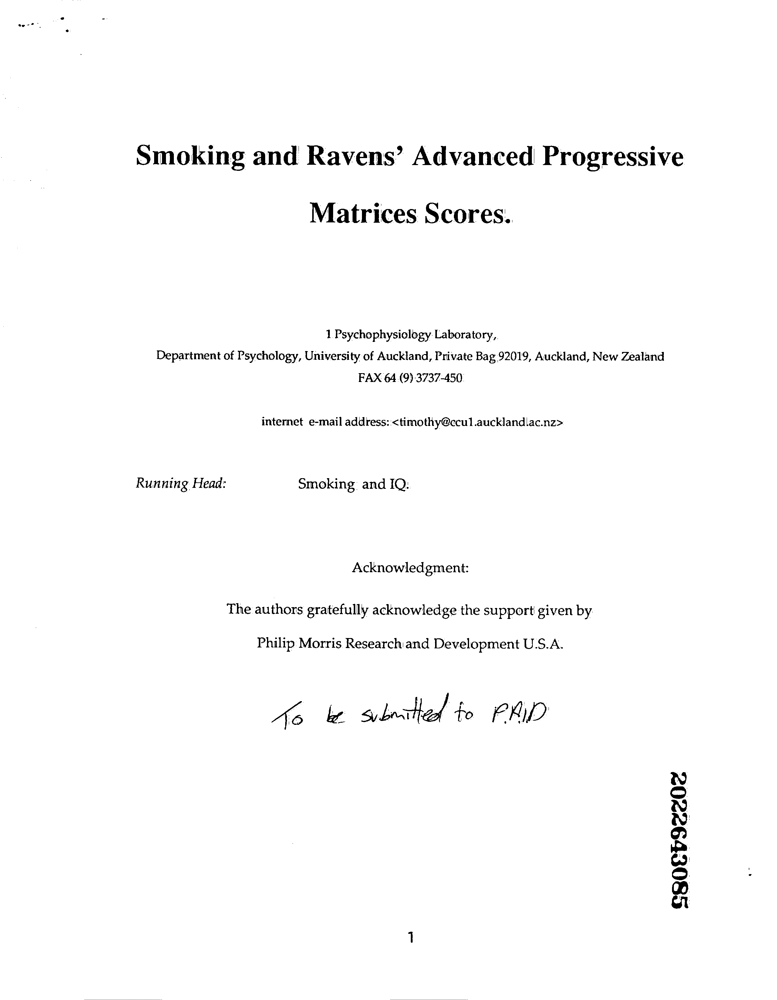 Smoking and Ravens' Advanced Progressive
Matrices Scores.
1 Psychophysiology Laboratory,
Department of Psychology, University of Auckland, Private Bag 92019, Auckland, New Zealand
FAX 64 (9) 3737-450
internet e-mail address: <timothy@ccu1.auckland.ac.nz>
Running Head: Smoking and IQ.
Acknowledgment:
The authors gratefully acknowledge the support given by
Philip Morris Research and Development U.S.A.
To be submitted to P.A.I.D
2022643085
1